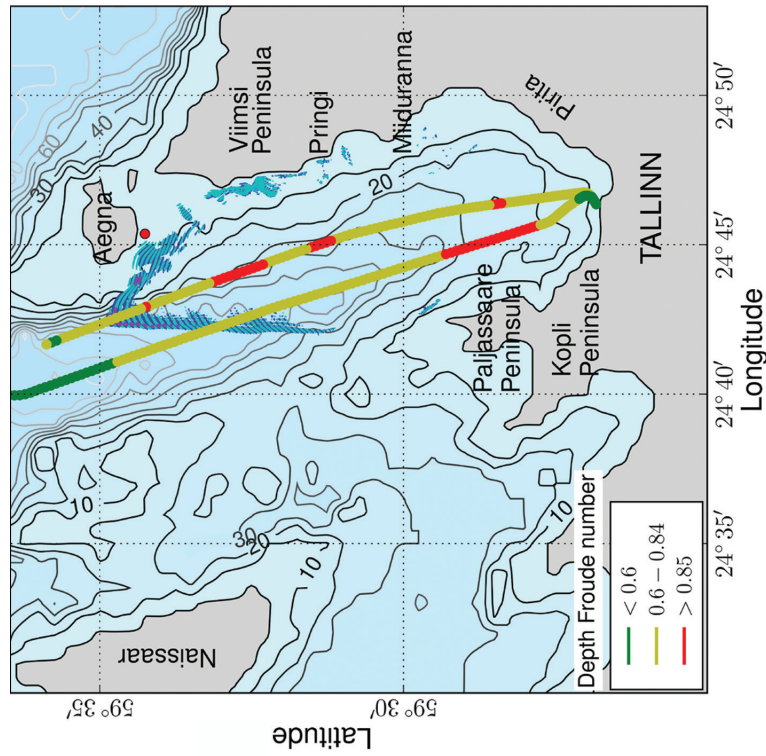 Aegna
Viimsi
Peninsula
Pringi
Miiduranna
Pirita
TALLINN
Paljassaare
Peninsula
Kopli
Peninsula
Naissaar
30
40
60
20
10
30
20
10
10
Depth Froude number
< 0.6
0.6 – 0.84
> 0.85
24° 50′
24° 45′
24° 40′
24° 35′
Longitude
59° 35′
59° 30′
Latitude